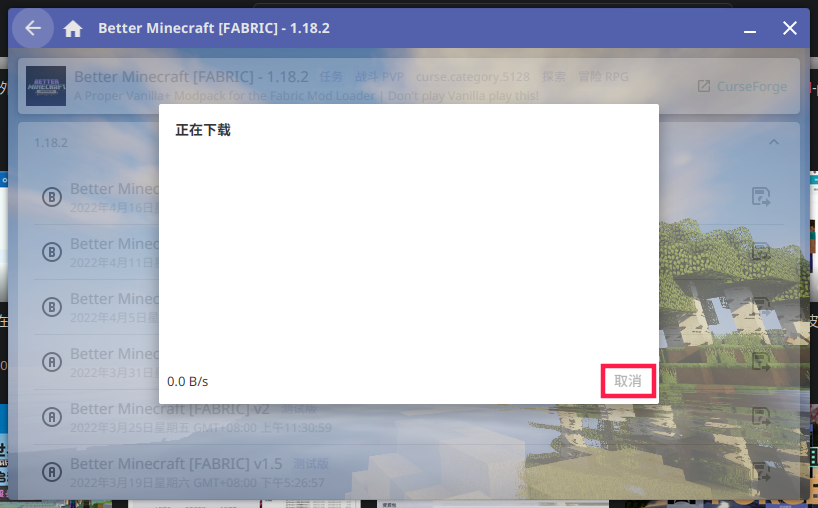 Better Minecraft [FABRIC] - 1.18.2
Better Minecraft [FABRIC] - 1.18.2 任务 战斗 PVP curse.category.5128 探索 冒险 RPG
A Proper Vanilla+ Modpack for the Fabric Mod Loader | Don't play Vanilla play this!
CurseForge
正在下载
1.18.2
Better Minec
2022年4月16日
Better Minec
2022年4月11日
Better Minec
2022年4月5日
Better Minec
2022年3月31日
0.0 B/s
取消
Better Minecraft [FABRIC] v2 测试版
2022年3月25日星期五 GMT+08:00 上午11:30:59
Better Minecraft [FABRIC] v1.5 测试版
2022年3月19日星期六 GMT+08:00 下午5:26:57